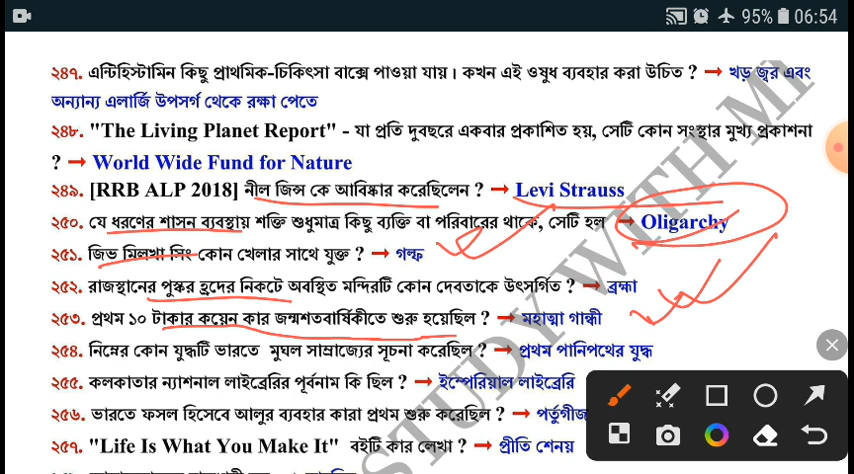 95% 06:54
২৪৭. এন্টিহিস্টামিন কিছু প্রাথমিক-চিকিৎসা বাক্সে পাওয়া যায়। কখন এই ওষুধ ব্যবহার করা উচিত ? → খড় জ্বর এবং
অন্যান্য এলার্জি উপসর্গ থেকে রক্ষা পেতে
২৪৮. "The Living Planet Report" - যা প্রতি দুবছরে একবার প্রকাশিত হয়, সেটি কোন সংস্থার মুখ্য প্রকাশনা
? → World Wide Fund for Nature
২৪৯. [RRB ALP 2018] নীল জিন্স কে আবিষ্কার করেছিলেন ? → Levi Strauss
২৫০. যে ধরণের শাসন ব্যবস্থায় শক্তি শুধুমাত্র কিছু ব্যক্তি বা পরিবারের থাকে, সেটি হল → Oligarchy
২৫১. জিভ মিলখা সিং কোন খেলার সাথে যুক্ত ? → গল্ফ
২৫২. রাজস্থানের পুষ্কর হ্রদের নিকটে অবস্থিত মন্দিরটি কোন দেবতাকে উৎসর্গিত ? → ব্রহ্মা
২৫৩. প্রথম ১০ টাকার কয়েন কার জন্মশতবার্ষিকীতে শুরু হয়েছিল ? → মহাত্মা গান্ধী
২৫৪. নিম্নের কোন যুদ্ধটি ভারতে মুঘল সাম্রাজ্যের সূচনা করেছিল ? → প্রথম পানিপথের যুদ্ধ
২৫৫. কলকাতার ন্যাশনাল লাইব্রেরির পূর্বনাম কি ছিল ? → ইম্পেরিয়াল লাইব্রেরি
২৫৬. ভারতে ফসল হিসেবে আলুর ব্যবহার কারা প্রথম শুরু করেছিল ? → পর্তুগীজ
২৫৭. "Life Is What You Make It" বইটি কার লেখা ? → প্রীতি শেনয়
STUDY WITH